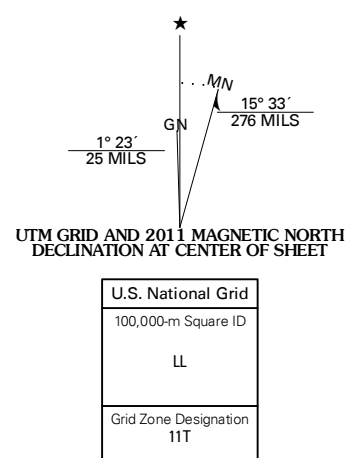 ★
MN
GN
15° 33´
276 MILS
1° 23´
25 MILS
UTM GRID AND 2011 MAGNETIC NORTH
DECLINATION AT CENTER OF SHEET
U.S. National Grid
100,000-m Square ID
LL
Grid Zone Designation
11T